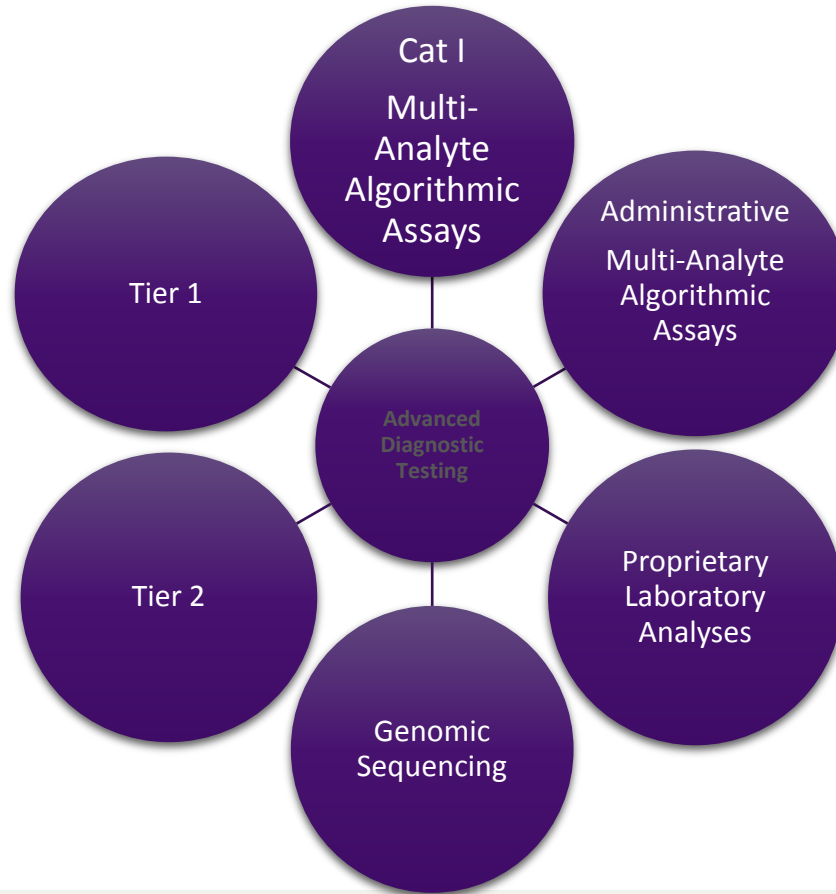 Cat I
Multi-
Analyte
Algorithmic
Assays
Administrative
Multi-Analyte
Algorithmic
Assays
Tier 1
Advanced
Diagnostic
Testing
Tier 2
Proprietary
Laboratory
Analyses
Genomic
Sequencing